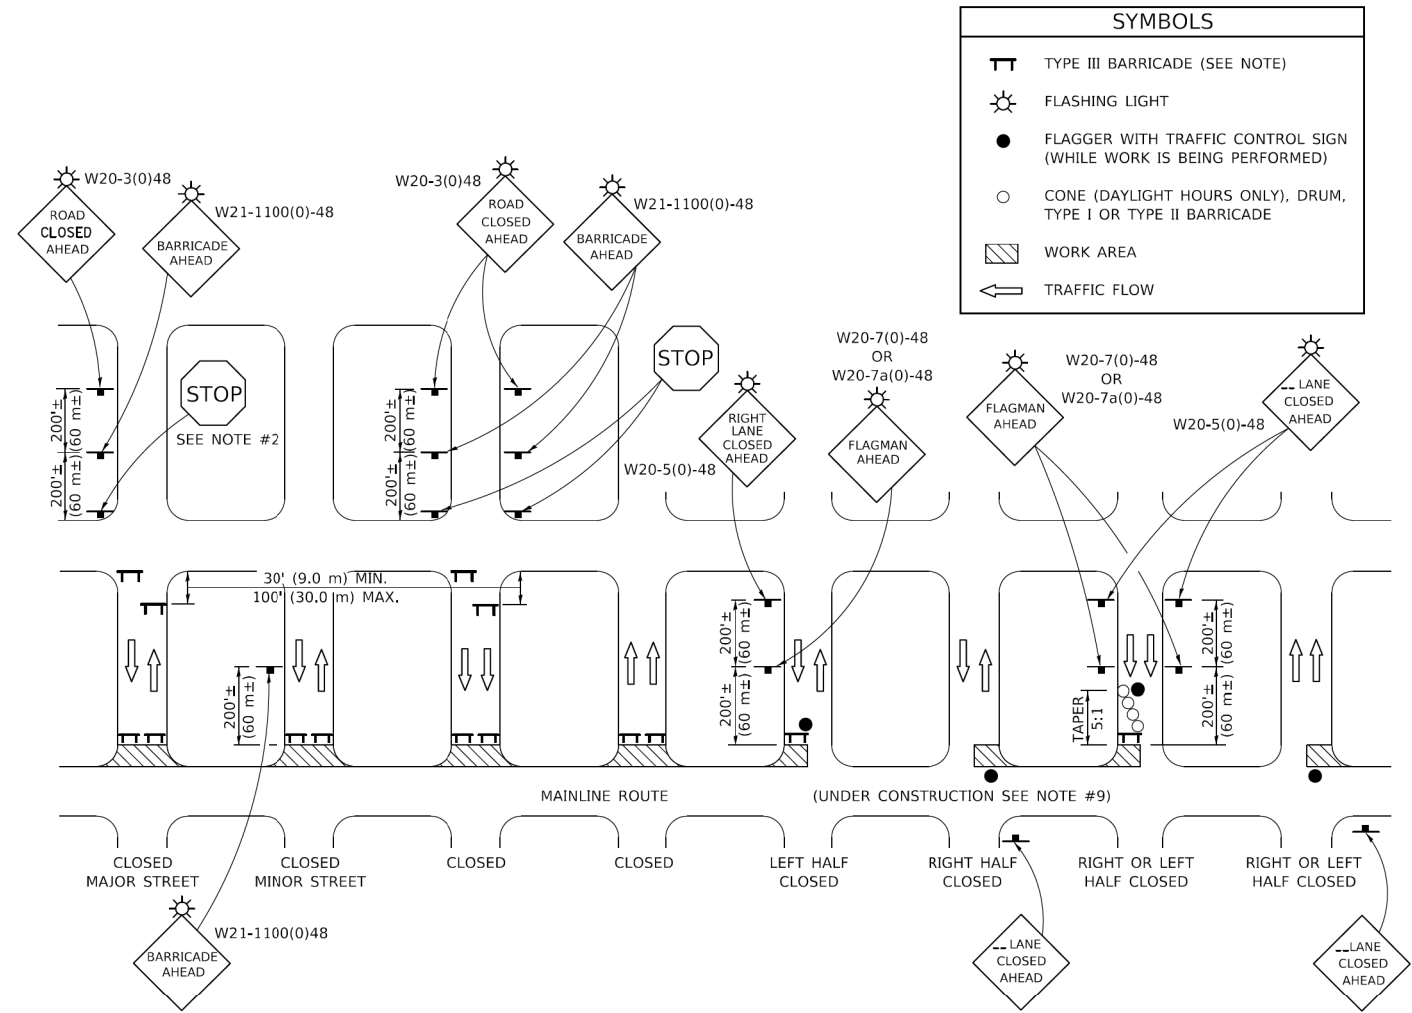 SYMBOLS
TYPE III BARRICADE (SEE NOTE)
FLASHING LIGHT
FLAGGER WITH TRAFFIC CONTROL SIGN
(WHILE WORK IS BEING PERFORMED)
CONE (DAYLIGHT HOURS ONLY), DRUM,
TYPE I OR TYPE II BARRICADE
WORK AREA
TRAFFIC FLOW
W20-3(0)48
ROAD
CLOSED
AHEAD
W21-1100(0)-48
BARRICADE
AHEAD
W20-3(0)48
ROAD
CLOSED
AHEAD
W21-1100(0)-48
BARRICADE
AHEAD
STOP
SEE NOTE #2
STOP
W20-7(0)-48
OR
W20-7a(0)-48
RIGHT
LANE
CLOSED
AHEAD
W20-5(0)-48
FLAGMAN
AHEAD
FLAGMAN
AHEAD
W20-7(0)-48
OR
W20-7a(0)-48
W20-5(0)-48
-- LANE
CLOSED
AHEAD
200'±
(60 m±)
200'±
(60 m±)
200'±
(60 m±)
200'±
(60 m±)
30' (9.0 m) MIN.
100' (30.0 m) MAX.
200'±
(60 m±)
200'±
(60 m±)
200'±
(60 m±)
TAPER
5:1
200'±
(60 m±)
200'±
(60 m±)
MAINLINE ROUTE
(UNDER CONSTRUCTION SEE NOTE #9)
CLOSED
MAJOR STREET
CLOSED
MINOR STREET
CLOSED
CLOSED
LEFT HALF
CLOSED
RIGHT HALF
CLOSED
RIGHT OR LEFT
HALF CLOSED
RIGHT OR LEFT
HALF CLOSED
W21-1100(0)48
BARRICADE
AHEAD
-- LANE
CLOSED
AHEAD
-- LANE
CLOSED
AHEAD